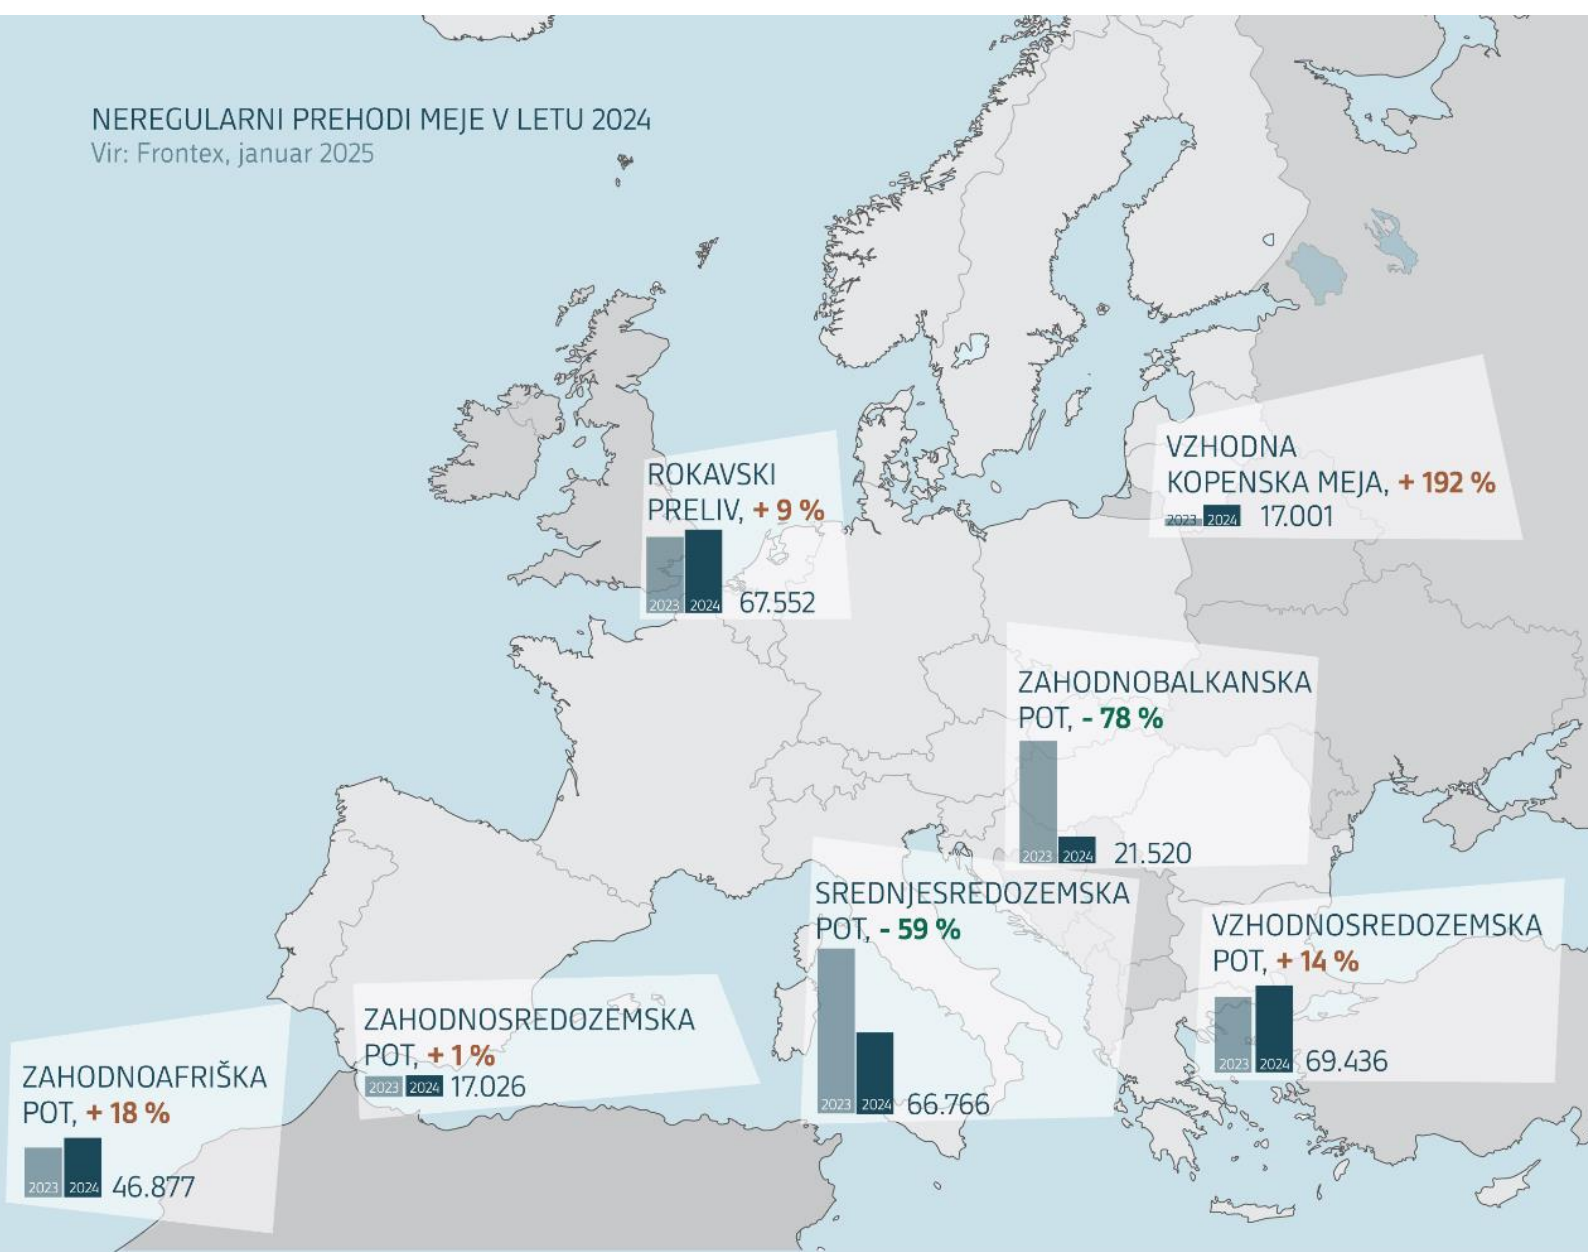 NEREGULARNI PREHODI MEJE V LETU 2024
Vir: Frontex, januar 2025
VZHODNA
KOPENSKA MEJA, + 192 %
2023 2024 17.001
ROKAVSKI
PRELIV, + 9 %
2023 2024 67.552
ZAHODNOBALKANSKA
POT, - 78 %
2023 2024 21.520
SREDNJESREDOZEMSKA
POT, - 59 %
2023 2024 66.766
VZHODNOSREDOZEMSKA
POT, + 14 %
2023 2024 69.436
ZAHODNOSREDOZEMSKA
POT, + 1 %
2023 2024 17.026
ZAHODNOAFRIŠKA
POT, + 18 %
2023 2024 46.877